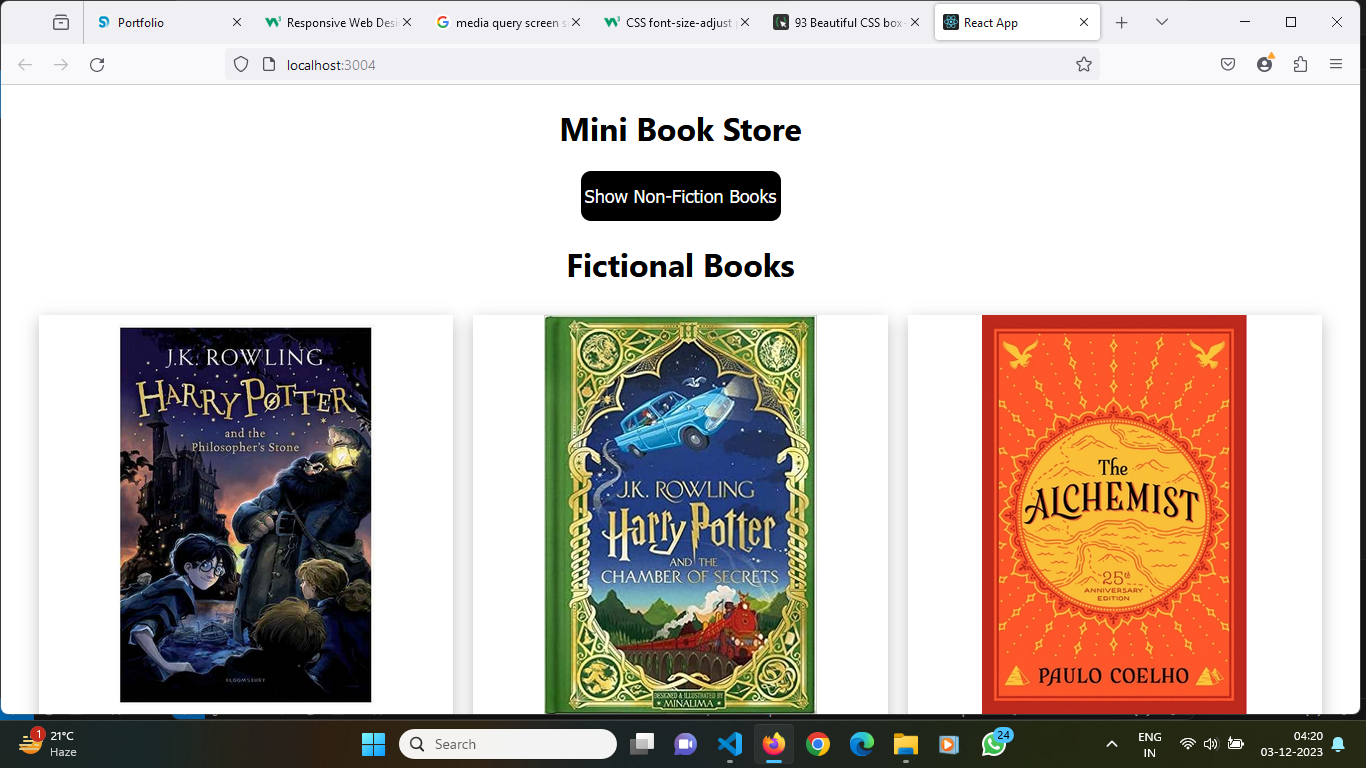 Portfolio
Responsive Web Desi
media query screen s
CSS font-size-adjust
93 Beautiful CSS box-
React App
localhost:3004
Mini Book Store
Show Non-Fiction Books
Fictional Books
J.K. ROWLING
HARRY POTTER
and the
Philosopher's Stone
BLOOMSBURY
J.K. ROWLING
Harry Potter
AND THE
CHAMBER OF SECRETS
DESIGNED & ILLUSTRATED BY
MINALIMA
The
ALCHEMIST
25th
ANNIVERSARY
EDITION
PAULO COELHO
1
21°C
Haze
Search
24
ENG
IN
04:20
03-12-2023